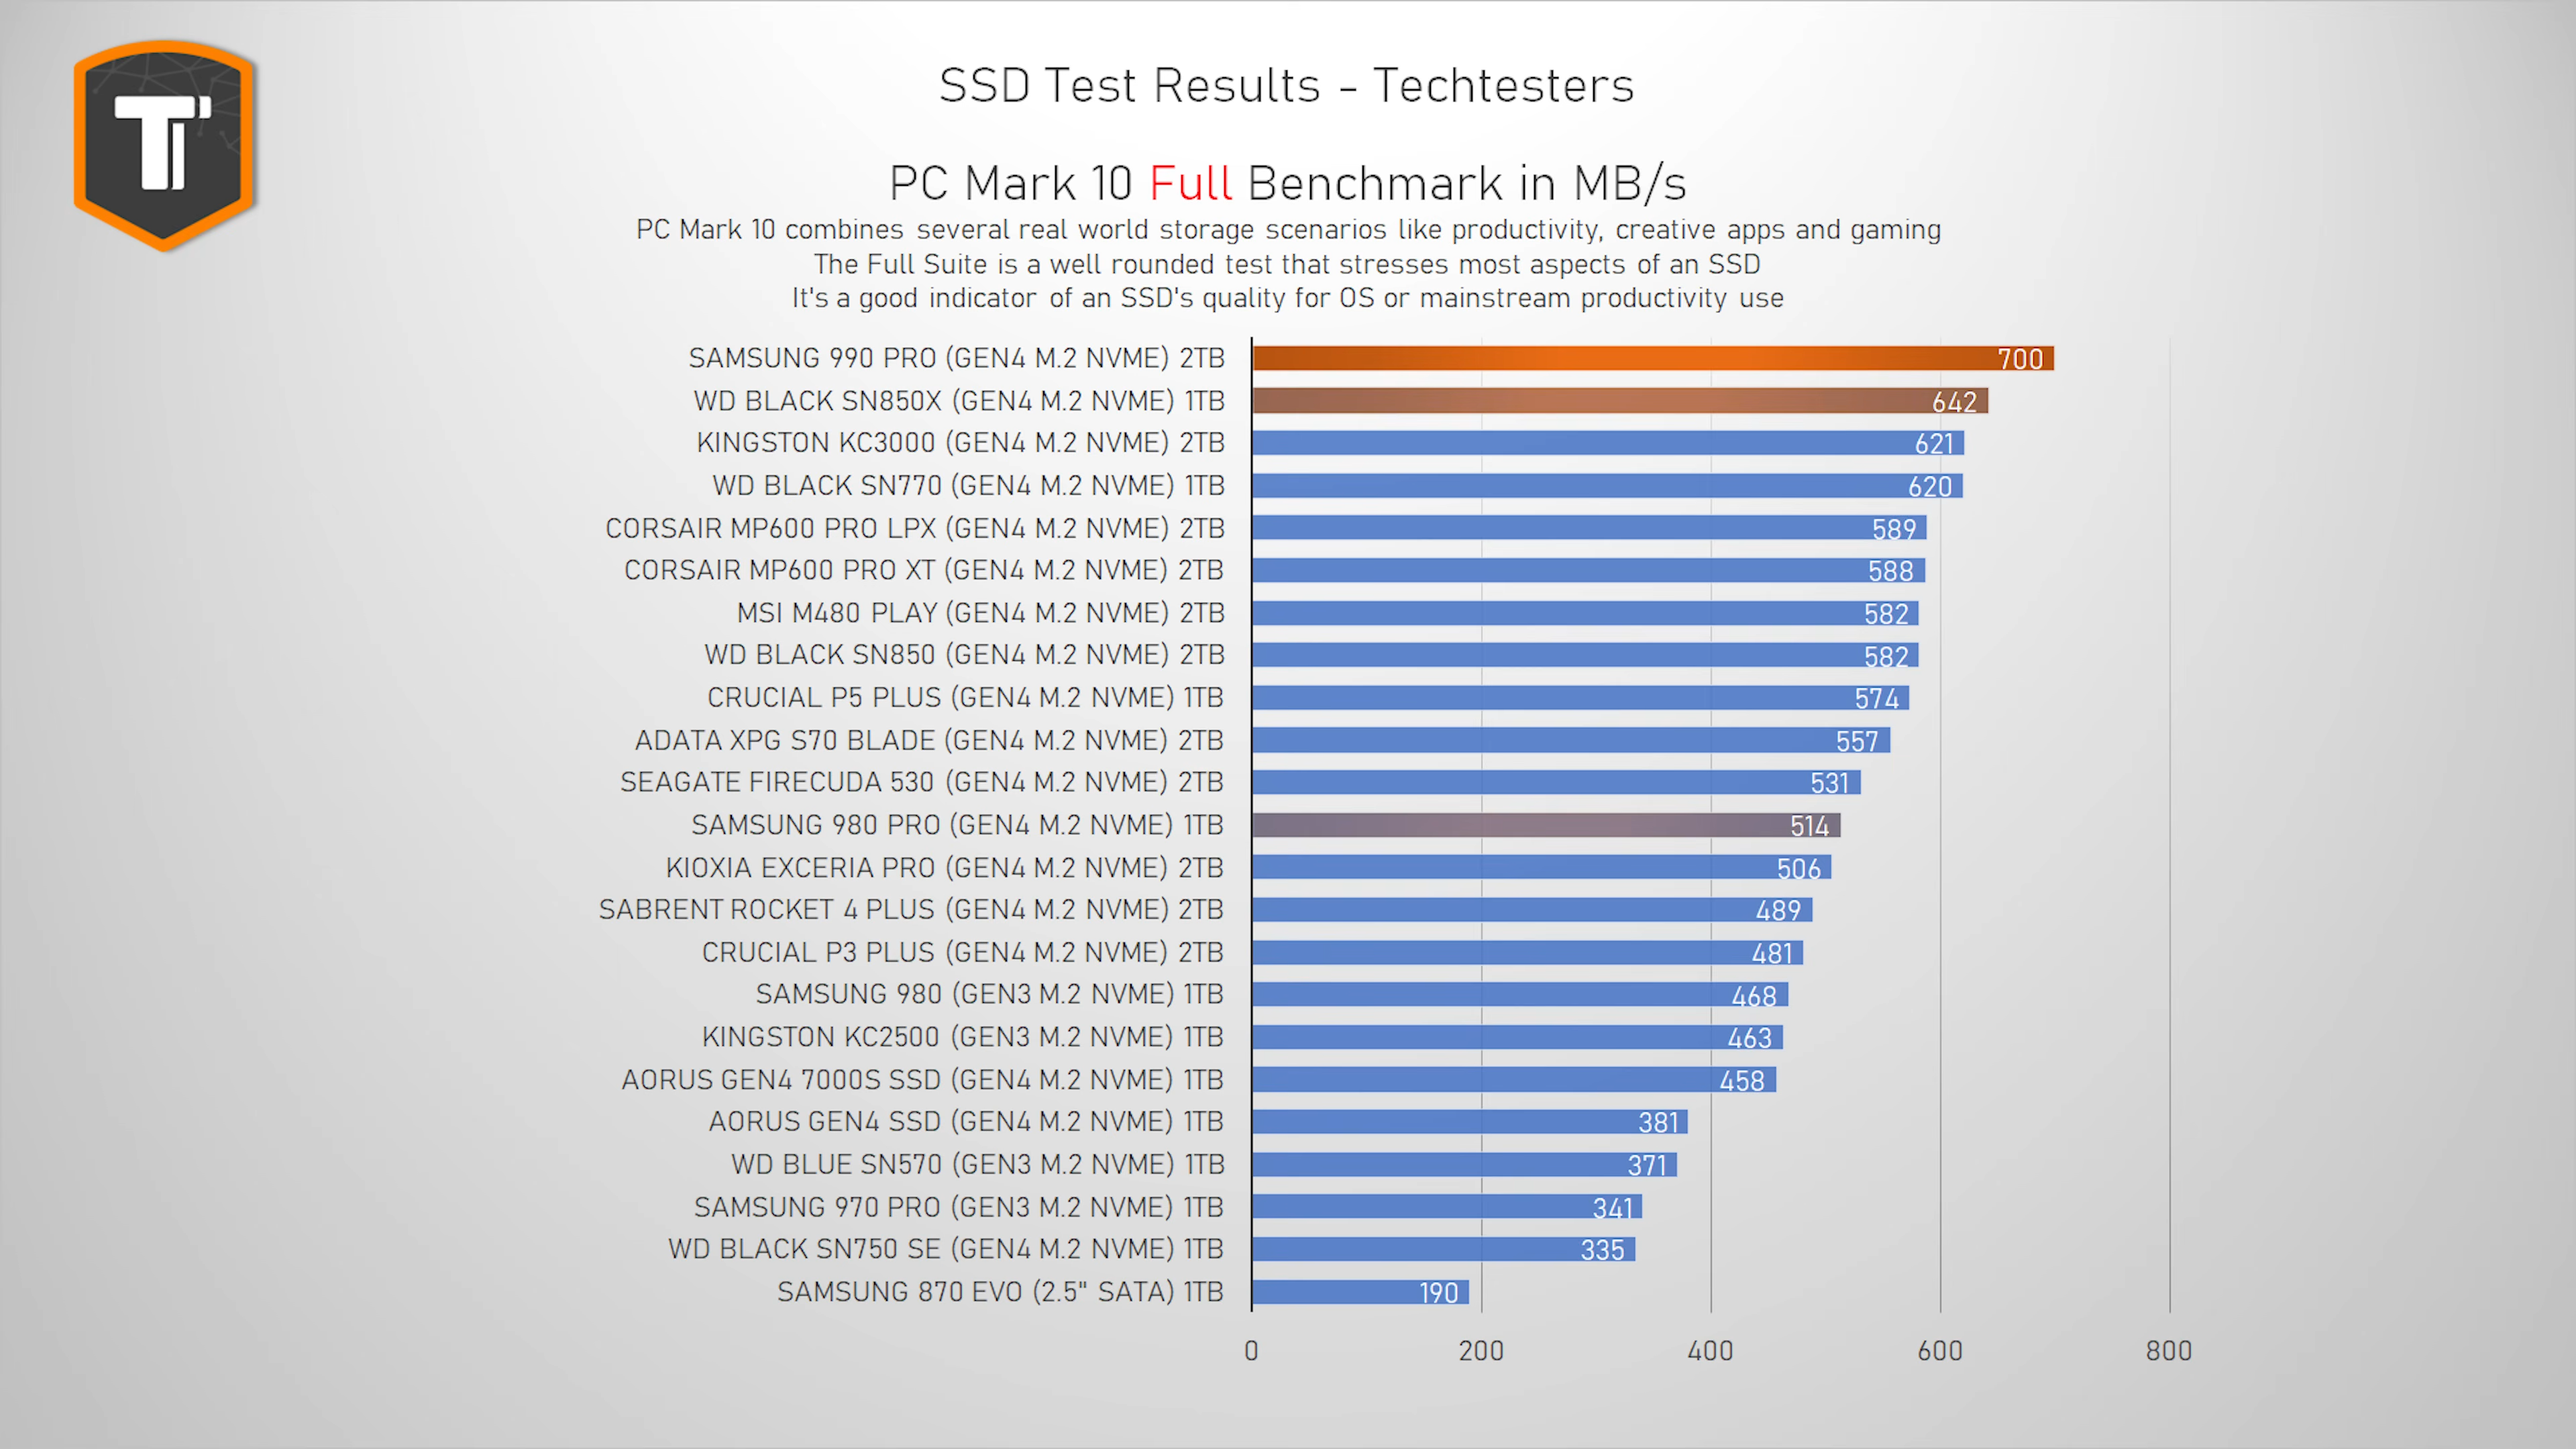 SSD Test Results - Techtesters
PC Mark 10 Full Benchmark in MB/s
PC Mark 10 combines several real world storage scenarios like productivity, creative apps and gaming
The Full Suite is a well rounded test that stresses most aspects of an SSD
It's a good indicator of an SSD's quality for OS or mainstream productivity use
SAMSUNG 990 PRO (GEN4 M.2 NVME) 2TB 700
WD BLACK SN850X (GEN4 M.2 NVME) 1TB 642
KINGSTON KC3000 (GEN4 M.2 NVME) 2TB 621
WD BLACK SN770 (GEN4 M.2 NVME) 1TB 620
CORSAIR MP600 PRO LPX (GEN4 M.2 NVME) 2TB 589
CORSAIR MP600 PRO XT (GEN4 M.2 NVME) 2TB 588
MSI M480 PLAY (GEN4 M.2 NVME) 2TB 582
WD BLACK SN850 (GEN4 M.2 NVME) 2TB 582
CRUCIAL P5 PLUS (GEN4 M.2 NVME) 1TB 574
ADATA XPG S70 BLADE (GEN4 M.2 NVME) 2TB 557
SEAGATE FIRECUDA 530 (GEN4 M.2 NVME) 2TB 531
SAMSUNG 980 PRO (GEN4 M.2 NVME) 1TB 514
KIOXIA EXCERIA PRO (GEN4 M.2 NVME) 2TB 506
SABRENT ROCKET 4 PLUS (GEN4 M.2 NVME) 2TB 489
CRUCIAL P3 PLUS (GEN4 M.2 NVME) 2TB 481
SAMSUNG 980 (GEN3 M.2 NVME) 1TB 468
KINGSTON KC2500 (GEN3 M.2 NVME) 1TB 463
AORUS GEN4 7000S SSD (GEN4 M.2 NVME) 1TB 458
AORUS GEN4 SSD (GEN4 M.2 NVME) 1TB 381
WD BLUE SN570 (GEN3 M.2 NVME) 1TB 371
SAMSUNG 970 PRO (GEN3 M.2 NVME) 1TB 341
WD BLACK SN750 SE (GEN4 M.2 NVME) 1TB 335
SAMSUNG 870 EVO (2.5" SATA) 1TB 190
0 200 400 600 800